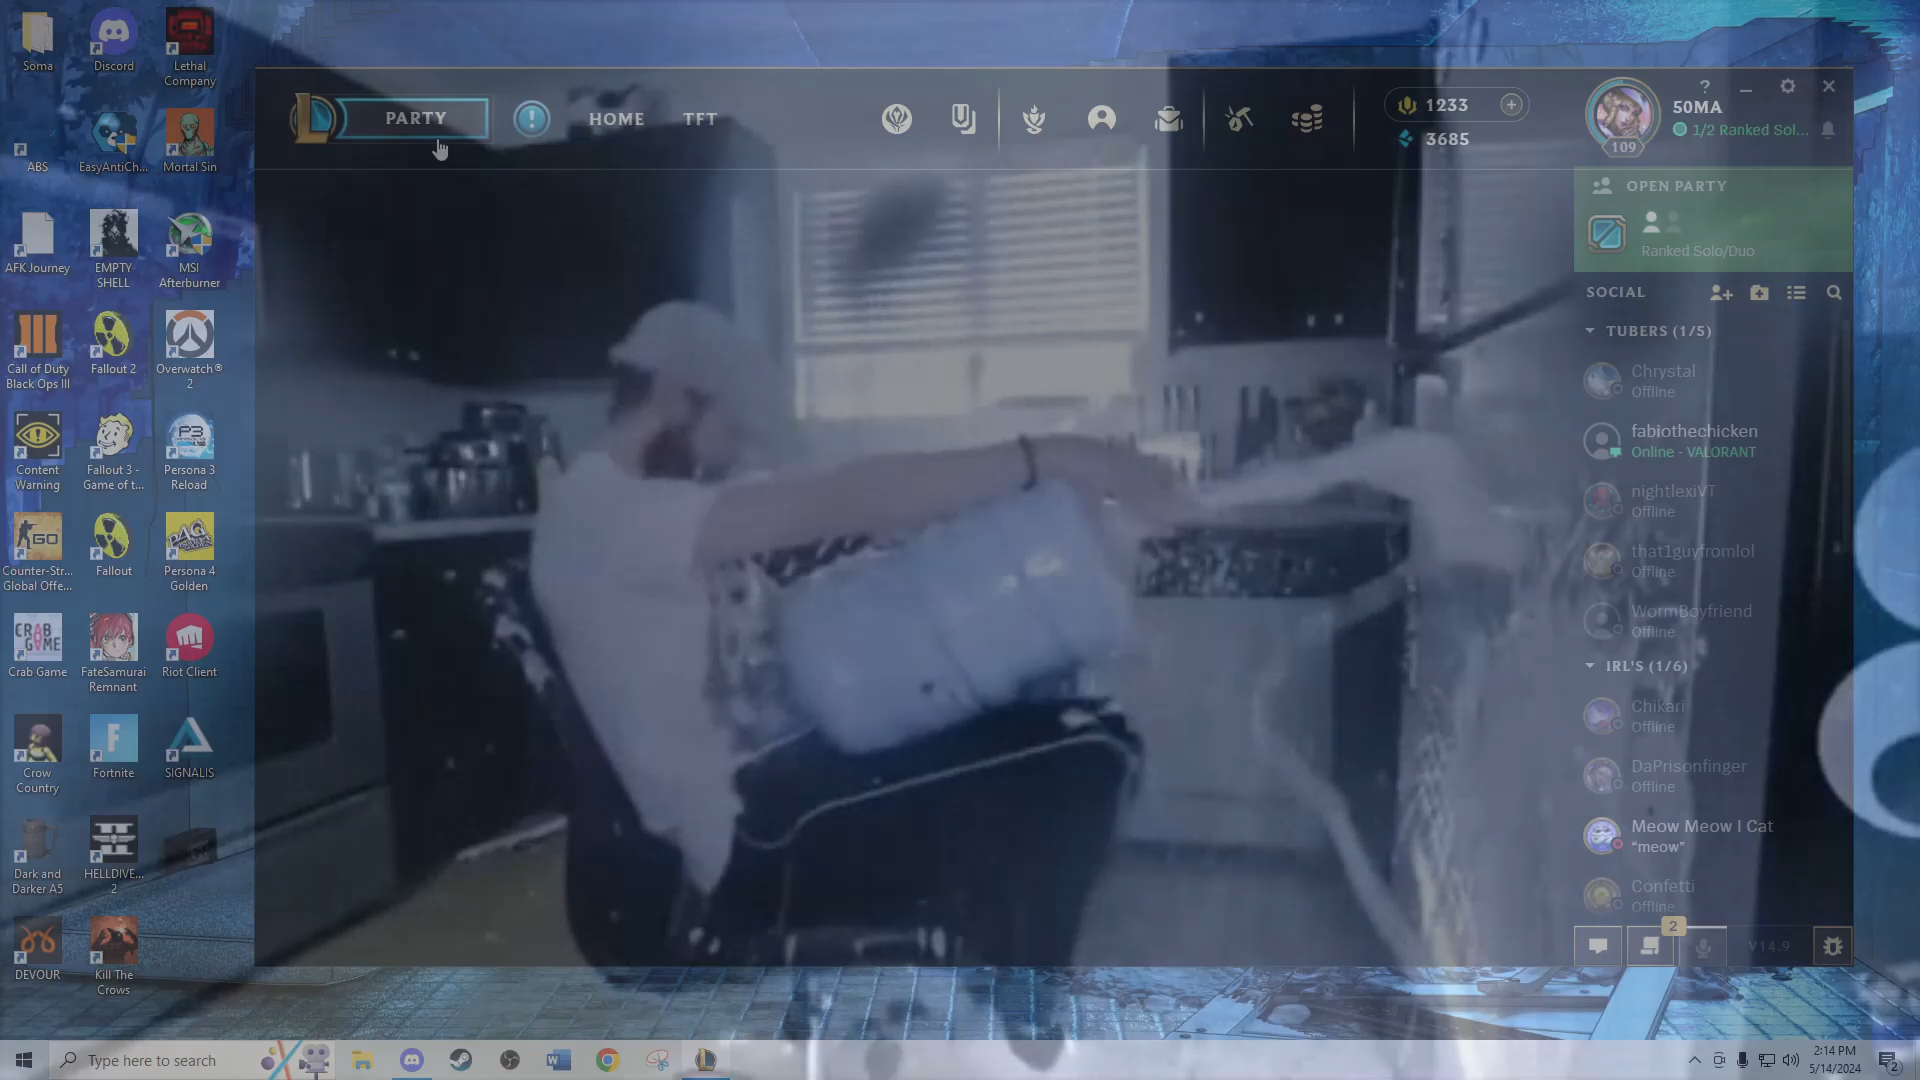 Soma
Discord
Lethal
Company
ABS
EasyAntiCh...
Mortal Sin
AFK Journey
EMPTY
SHELL
MSI
Afterburner
Call of Duty
Black Ops III
Fallout 2
Overwatch®
2
Content
Warning
Fallout 3 -
Game of t...
P3
Persona 3
Reload
GO
Counter-Str...
Global Offe...
Fallout
P4G
Persona 4
Golden
CRAB
GAME
Crab Game
FateSamurai
Remnant
Riot Client
Crow
Country
Fortnite
SIGNALIS
Dark and
Darker A5
HELLDIVE...
2
DEVOUR
Kill The
Crows
PARTY
HOME
TFT
1233
3685
109
50MA
1/2 Ranked Sol...
OPEN PARTY
Ranked Solo/Duo
SOCIAL
TUBERS (1/5)
Chrystal
Offline
fabiothechicken
Online - VALORANT
nightlexiVT
Offline
that1guyfromlol
Offline
WormBoyfriend
Offline
IRL'S (1/6)
Chikari
Offline
DaPrisonfinger
Offline
Meow Meow I Cat
“meow”
Confetti
Offline
2
V14.9
Type here to search
2:14 PM
5/14/2024
2